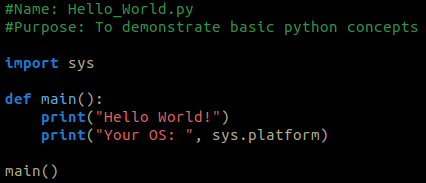 #Name: Hello_World.py
#Purpose: To demonstrate basic python concepts
import sys
def main():
    print("Hello World!")
    print("Your OS: ", sys.platform)
main()